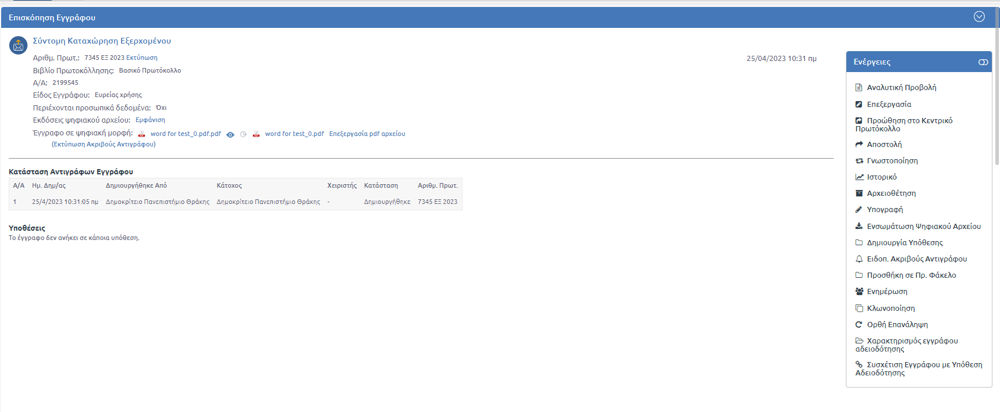 Επισκόπηση Εγγράφου
Σύντομη Καταχώρηση Εξερχομένου
Αριθμ. Πρωτ.: 7345 ΕΞ 2023 Εκτύπωση
25/04/2023 10:31 πμ
Βιβλίο Πρωτοκόλλησης: Βασικό Πρωτόκολλο
Α/Α: 2199545
Είδος Εγγράφου: Ευρείας χρήσης
Περιέχονται προσωπικά δεδομένα: Όχι
Εκδόσεις ψηφιακού αρχείου: Εμφάνιση
Έγγραφο σε ψηφιακή μορφή: word for test_0.pdf.pdf word for test_0.pdf Επεξεργασία pdf αρχείου
(Εκτύπωση Ακριβούς Αντιγράφου)
Κατάσταση Αντιγράφων Εγγράφου
Α/Α Ημ. Δημ/ας Δημιουργήθηκε Από Κάτοχος Χειριστής Κατάσταση Αριθμ. Πρωτ.
1 25/4/2023 10:31:05 πμ Δημοκρίτειο Πανεπιστήμιο Θράκης Δημοκρίτειο Πανεπιστήμιο Θράκης - Δημιουργήθηκε 7345 ΕΞ 2023
Υποθέσεις
Το έγγραφο δεν ανήκει σε κάποια υπόθεση.
Ενέργειες
Αναλυτική Προβολή
Επεξεργασία
Προώθηση στο Κεντρικό
Πρωτόκολλο
Αποστολή
Γνωστοποίηση
Ιστορικό
Αρχειοθέτηση
Υπογραφή
Ενσωμάτωση Ψηφιακού Αρχείου
Δημιουργία Υπόθεσης
Ειδοπ. Ακριβούς Αντιγράφου
Προσθήκη σε Πρ. Φάκελο
Ενημέρωση
Κλωνοποίηση
Ορθή Επανάληψη
Χαρακτηρισμός εγγράφου
αδειοδότησης
Συσχέτιση Εγγράφου με Υπόθεση
Αδειοδότησης